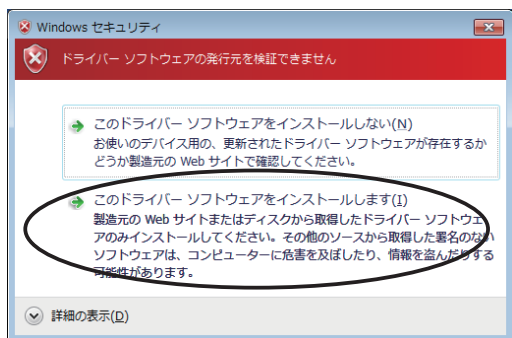 Windows セキュリティ
ドライバー ソフトウェアの発行元を検証できません
このドライバー ソフトウェアをインストールしない(N)
お使いのデバイス用の、更新されたドライバー ソフトウェアが存在するか
どうか製造元の Web サイトで確認してください。
このドライバー ソフトウェアをインストールします(I)
製造元の Web サイトまたはディスクから取得したドライバー ソフトウェ
アのみインストールしてください。その他のソースから取得した署名のない
ソフトウェアは、コンピューターに危害を及ぼしたり、情報を盗んだりする
可能性があります。
詳細の表示(D)